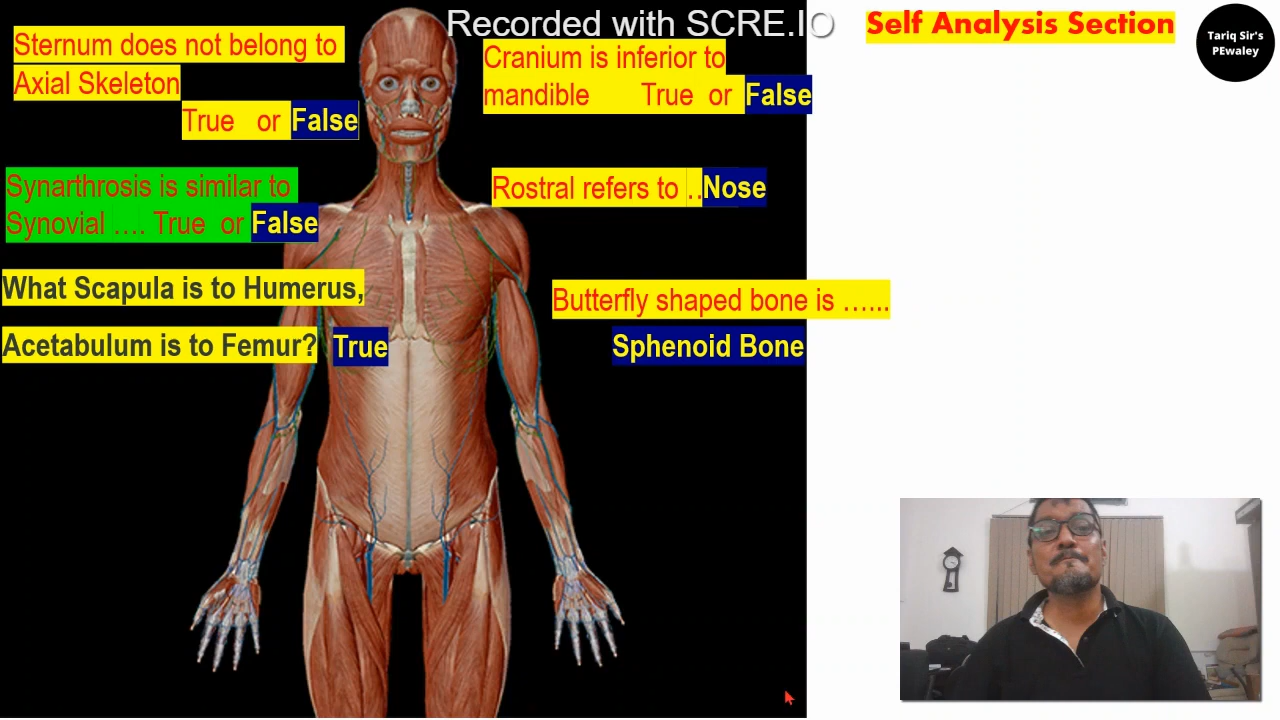 Recorded with SCRE.IO
Self Analysis Section
Tariq Sir's
PEwaley
Sternum does not belong to
Axial Skeleton
True or False
Cranium is inferior to
mandible True or False
Synarthrosis is similar to
Synovial .... True or False
Rostral refers to ..Nose
What Scapula is to Humerus,
Acetabulum is to Femur? True
Butterfly shaped bone is ......
Sphenoid Bone